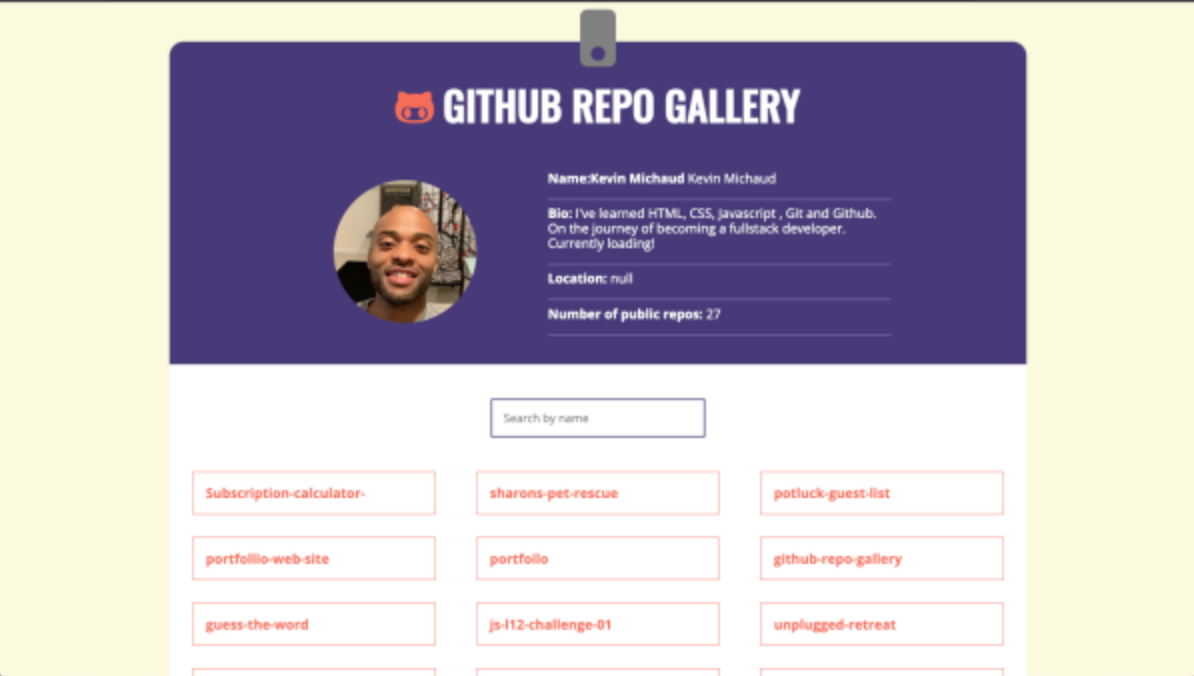 GITHUB REPO GALLERY
Name:Kevin Michaud Kevin Michaud
Bio: I've learned HTML, CSS, Javascript , Git and Github.
On the journey of becoming a fullstack developer.
Currently loading!
Location: null
Number of public repos: 27
Search by name
Subscription-calculator-
sharons-pet-rescue
potluck-guest-list
portfollio-web-site
portfoilo
github-repo-gallery
guess-the-word
js-l12-challenge-01
unplugged-retreat